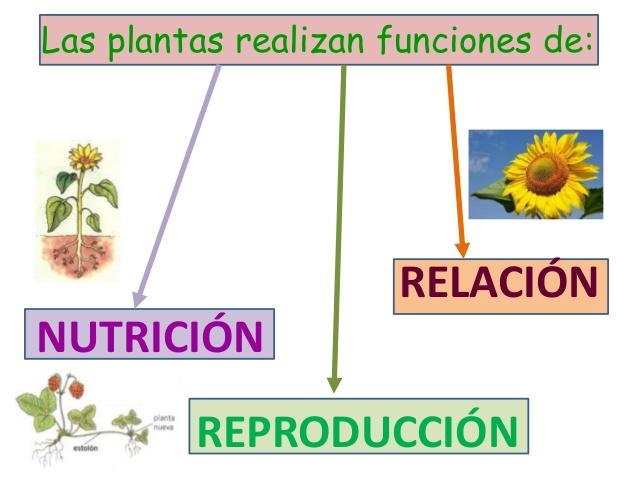 Las plantas realizan funciones de:
RELACIÓN
NUTRICIÓN
planta
nueva
estolón
REPRODUCCIÓN